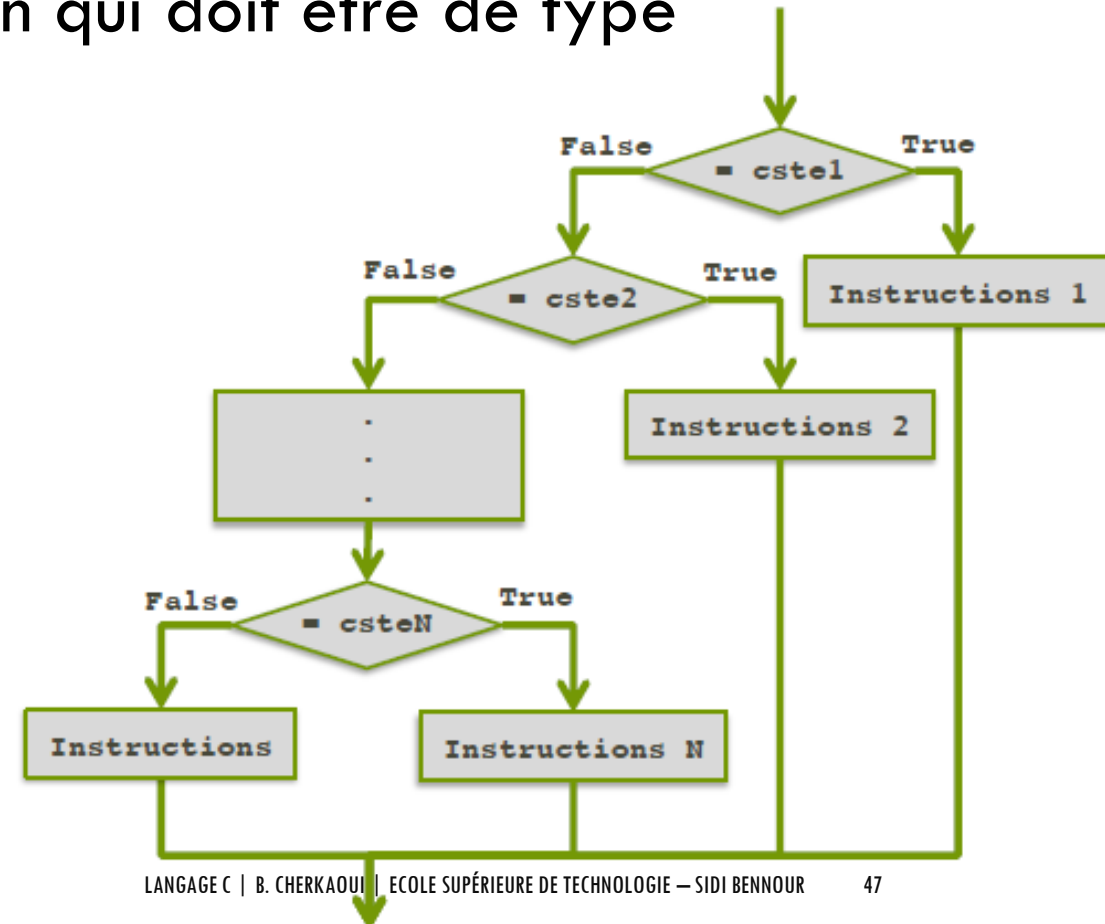 n qui doit être de type
False
True
= cste1
False
True
Instructions 1
= cste2
.
Instructions 2
.
.
False
True
= csteN
Instructions
Instructions N
LANGAGE C | B. CHERKAOUI | ECOLE SUPÉRIEURE DE TECHNOLOGIE – SIDI BENNOUR 47